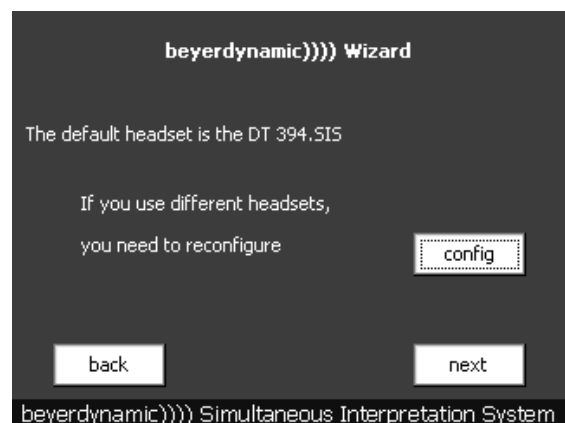 beyerdynamic)))) Wizard
The default headset is the DT 394.SIS
If you use different headsets,
you need to reconfigure
config
back
next
beyerdynamic)))) Simultaneous Interpretation System